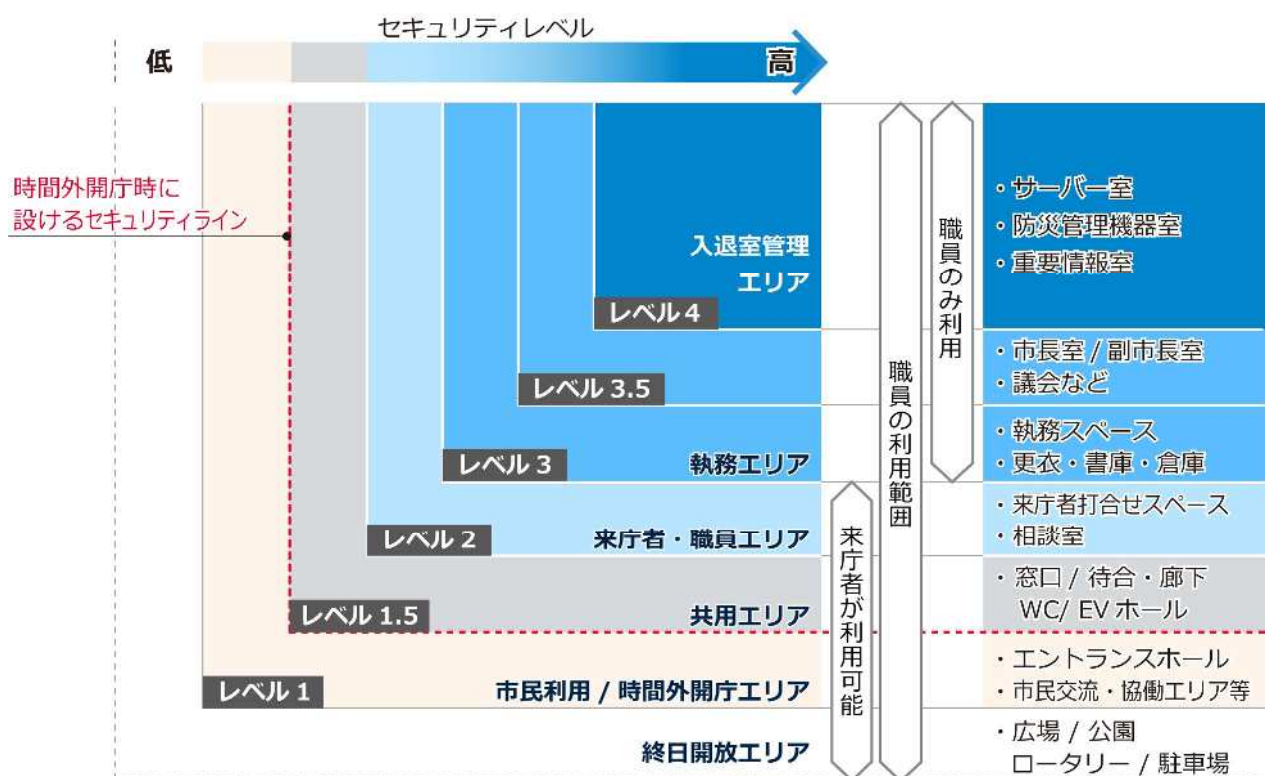 セキュリティレベル
低
高
時間外開庁時に
設けるセキュリティライン
入退室管理
エリア
レベル 4
レベル 3.5
レベル 3
執務エリア
レベル 2
来庁者・職員エリア
レベル 1.5
共用エリア
レベル 1
市民利用 / 時間外開庁エリア
終日開放エリア
来庁者が利用可能
職員の利用範囲
職員のみ利用
・サーバー室
・防災管理機器室
・重要情報室
・市長室 / 副市長室
・議会など
・執務スペース
・更衣・書庫・倉庫
・来庁者打合せスペース
・相談室
・窓口 / 待合・廊下
WC/ EV ホール
・エントランスホール
・市民交流・協働エリア等
・広場 / 公園
ロータリー / 駐車場